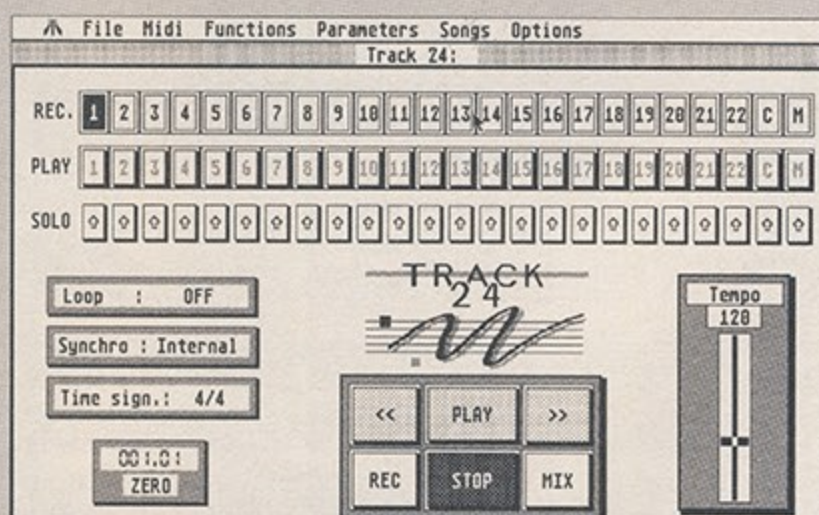 File Midi Functions Parameters Songs Options
Track 24:
REC. 1 2 3 4 5 6 7 8 9 10 11 12 13 14 15 16 17 18 19 20 21 22 C M
PLAY 1 2 3 4 5 6 7 8 9 10 11 12 13 14 15 16 17 18 19 20 21 22 C M
SOLO
TRACK
24
Loop : OFF
Synchro : Internal
Time sign.: 4/4
Tempo
120
001.01
ZERO
<< PLAY >>
REC STOP MIX